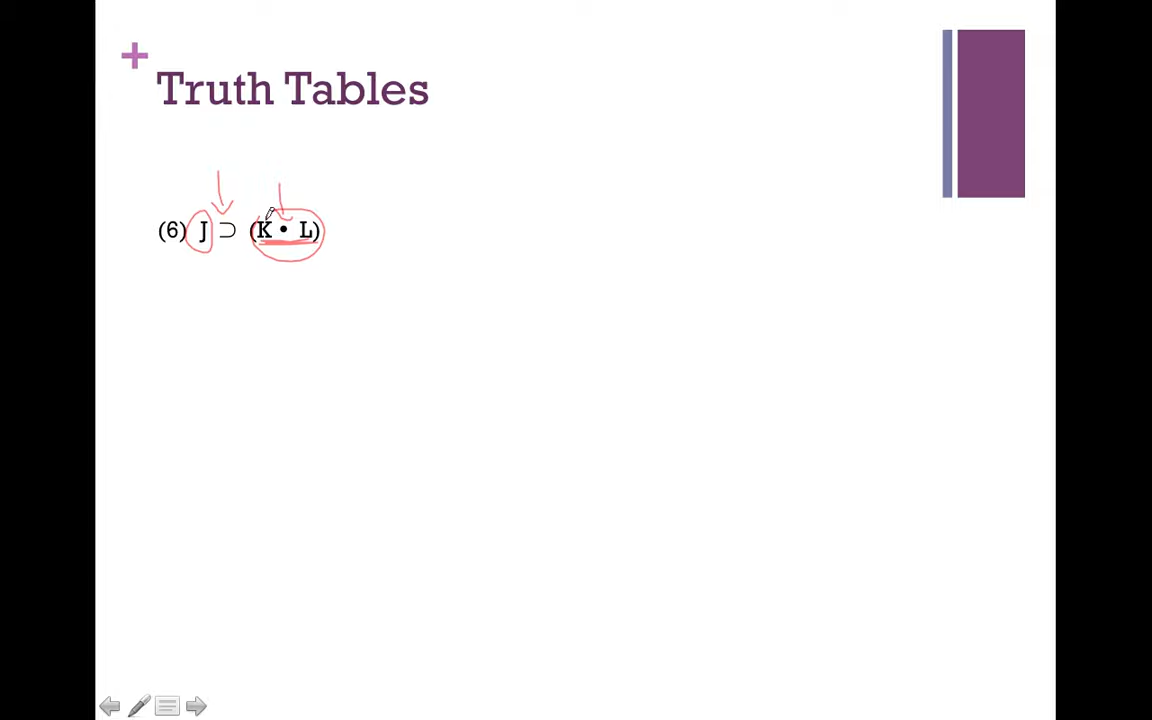 Truth Tables
(6) J ⊃ (K • L)